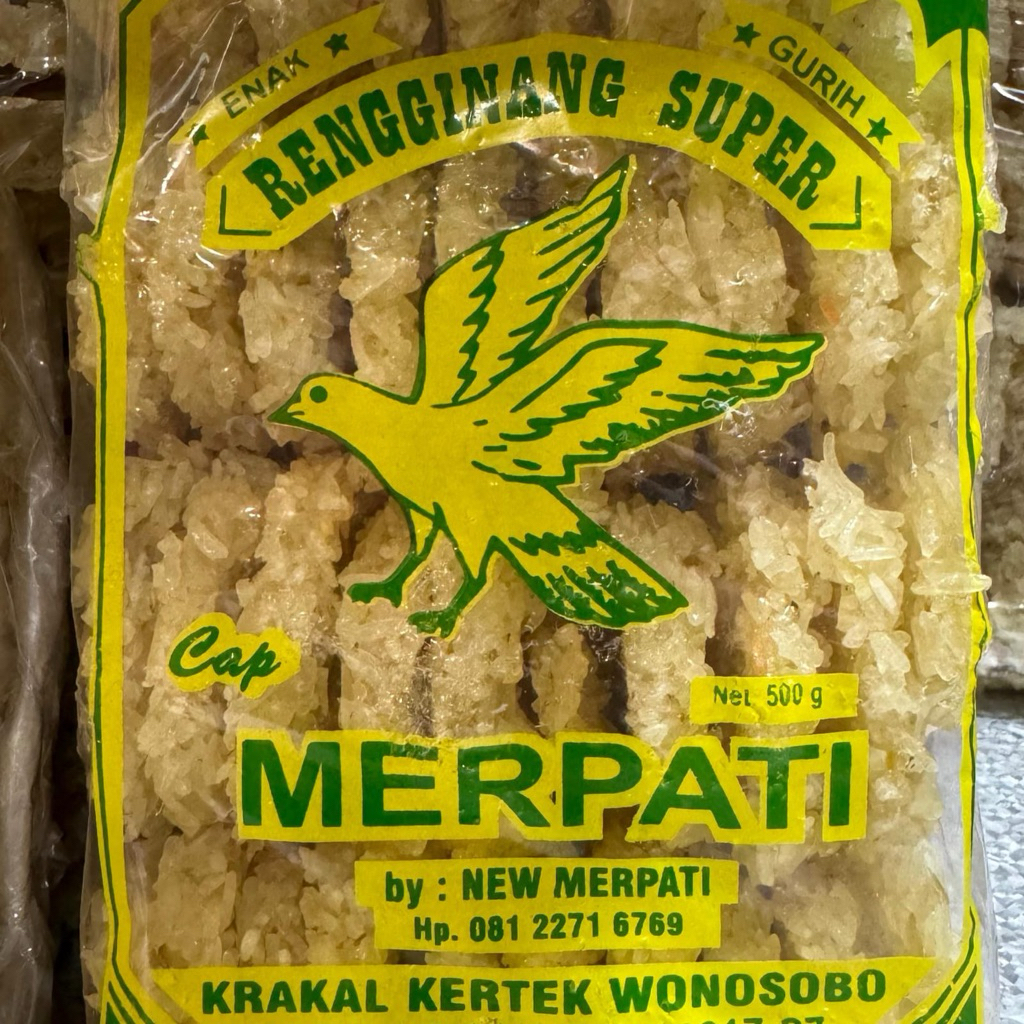 ENAK
GURIH
RENGGINANG SUPER
Cap
Net. 500 g
MERPATI
by : NEW MERPATI
Hp. 081 2271 6769
KRAKAL KERTEK WONOSOBO